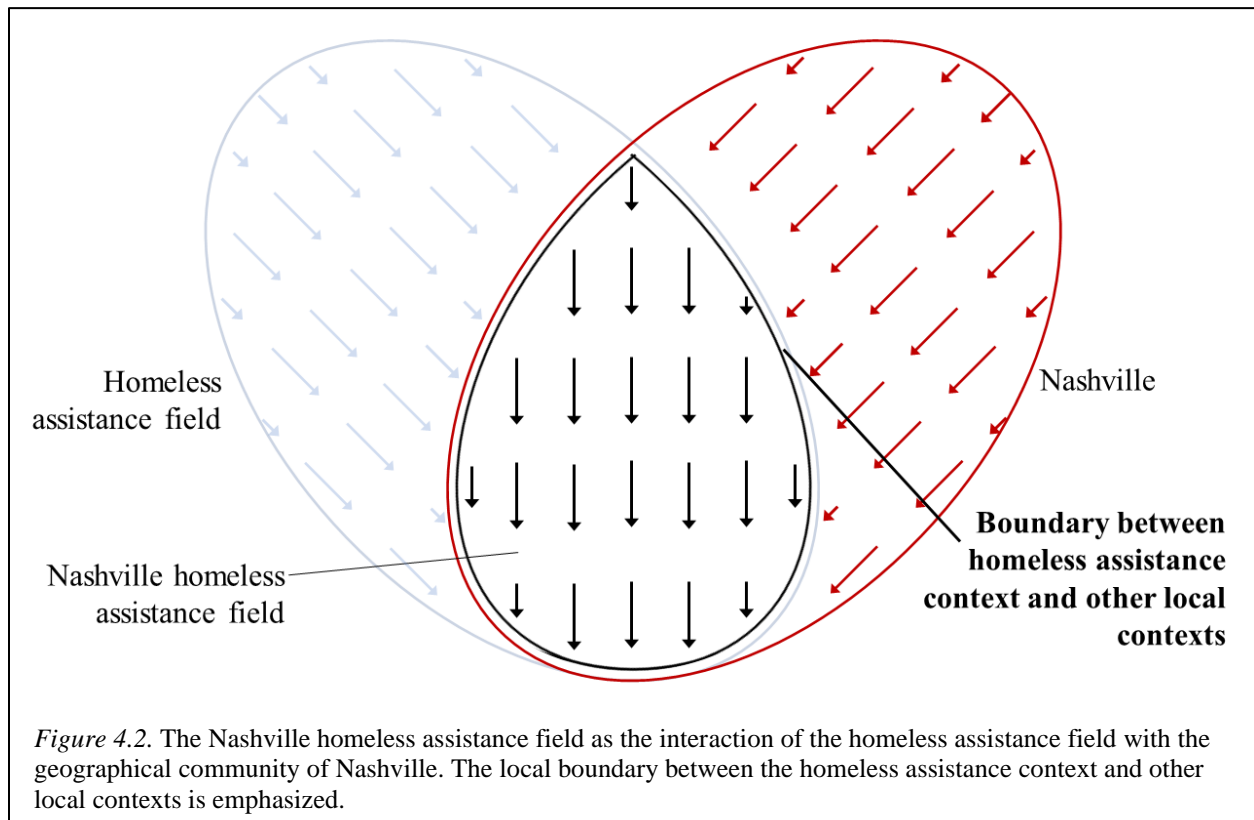 Homeless
assistance field
Nashville
Nashville homeless
assistance field
Boundary between
homeless assistance
context and other local
contexts
Figure 4.2. The Nashville homeless assistance field as the interaction of the homeless assistance field with the
geographical community of Nashville. The local boundary between the homeless assistance context and other
local contexts is emphasized.